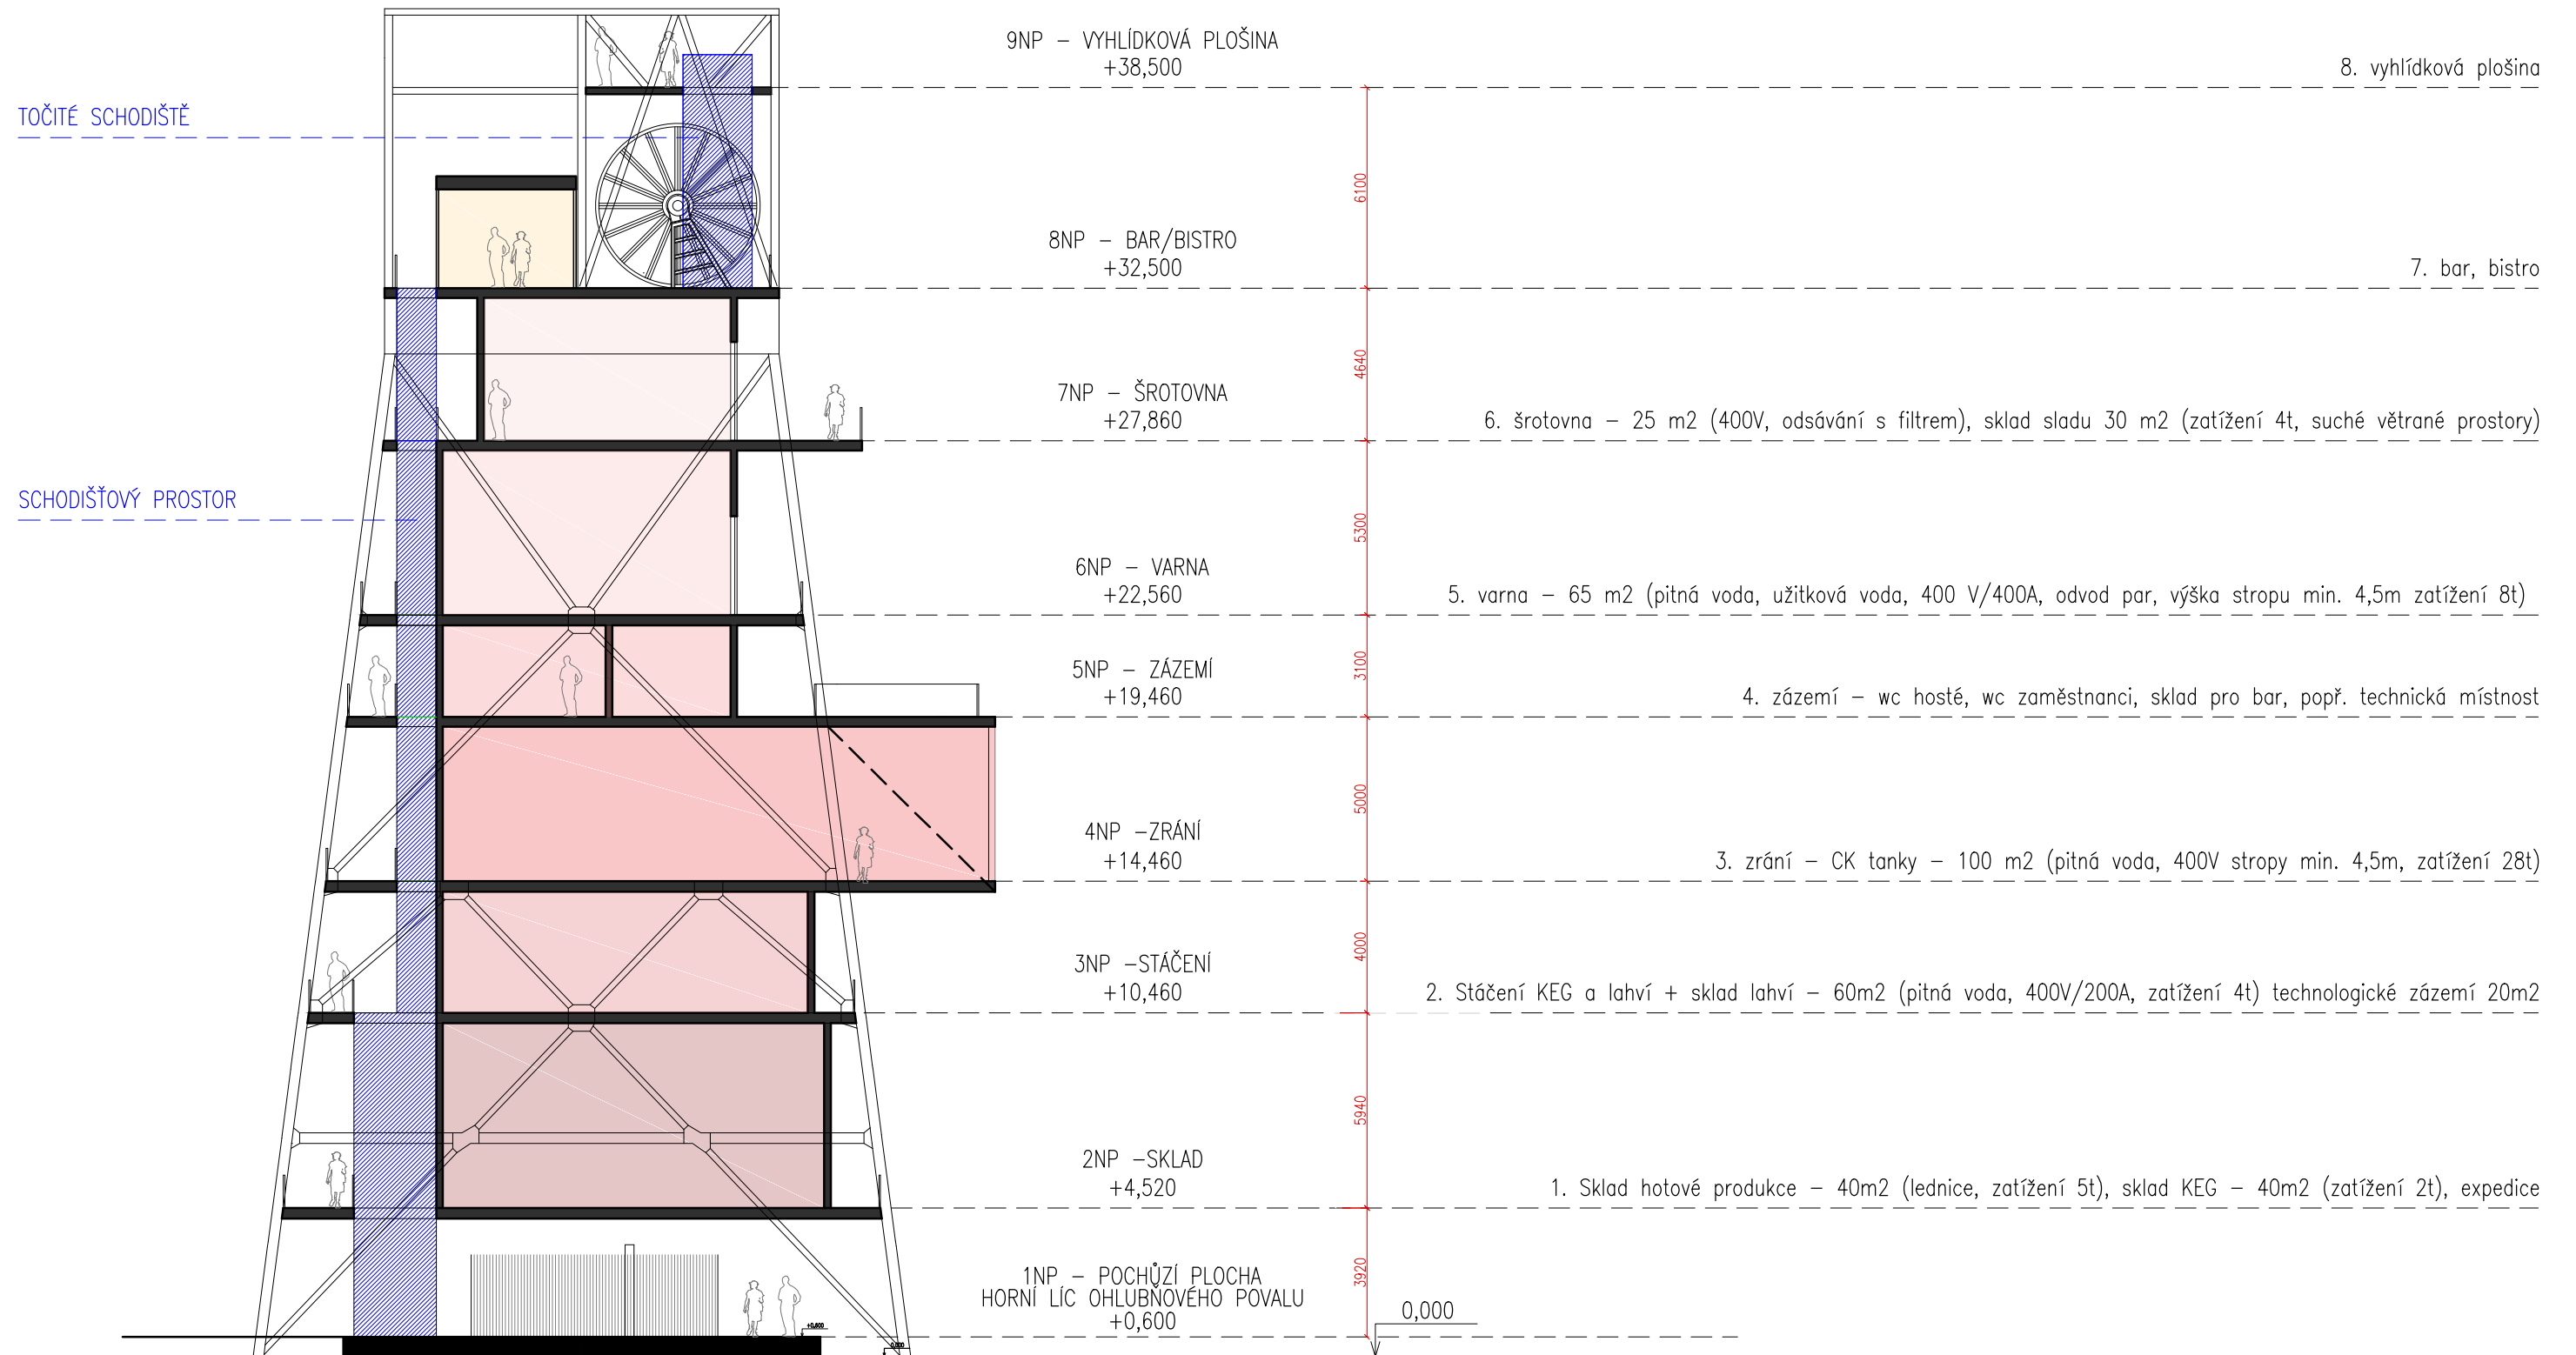 9NP – VYHLÍDKOVÁ PLOŠINA
+38,500
8. vyhlídková plošina
TOČITÉ SCHODIŠTĚ
6100
8NP – BAR/BISTRO
+32,500
7. bar, bistro
4640
7NP – ŠROTOVNA
+27,860
6. šrotovna – 25 m2 (400V, odsávání s filtrem), sklad sladu 30 m2 (zatížení 4t, suché větrané prostory)
SCHODIŠŤOVÝ PROSTOR
5300
6NP – VARNA
+22,560
5. varna – 65 m2 (pitná voda, užitková voda, 400 V/400A, odvod par, výška stropu min. 4,5m zatížení 8t)
3100
5NP – ZÁZEMÍ
+19,460
4. zázemí – wc hosté, wc zaměstnanci, sklad pro bar, popř. technická místnost
5000
4NP –ZRÁNÍ
+14,460
3. zrání – CK tanky – 100 m2 (pitná voda, 400V stropy min. 4,5m, zatížení 28t)
4000
3NP –STÁČENÍ
+10,460
2. Stáčení KEG a lahví + sklad lahví – 60m2 (pitná voda, 400V/200A, zatížení 4t) technologické zázemí 20m2
5940
2NP –SKLAD
+4,520
1. Sklad hotové produkce – 40m2 (lednice, zatížení 5t), sklad KEG – 40m2 (zatížení 2t), expedice
3920
1NP – POCHŮZÍ PLOCHA
HORNÍ LÍC OHLUBŇOVÉHO POVALU
+0,600
0,000
+0,600
0,000